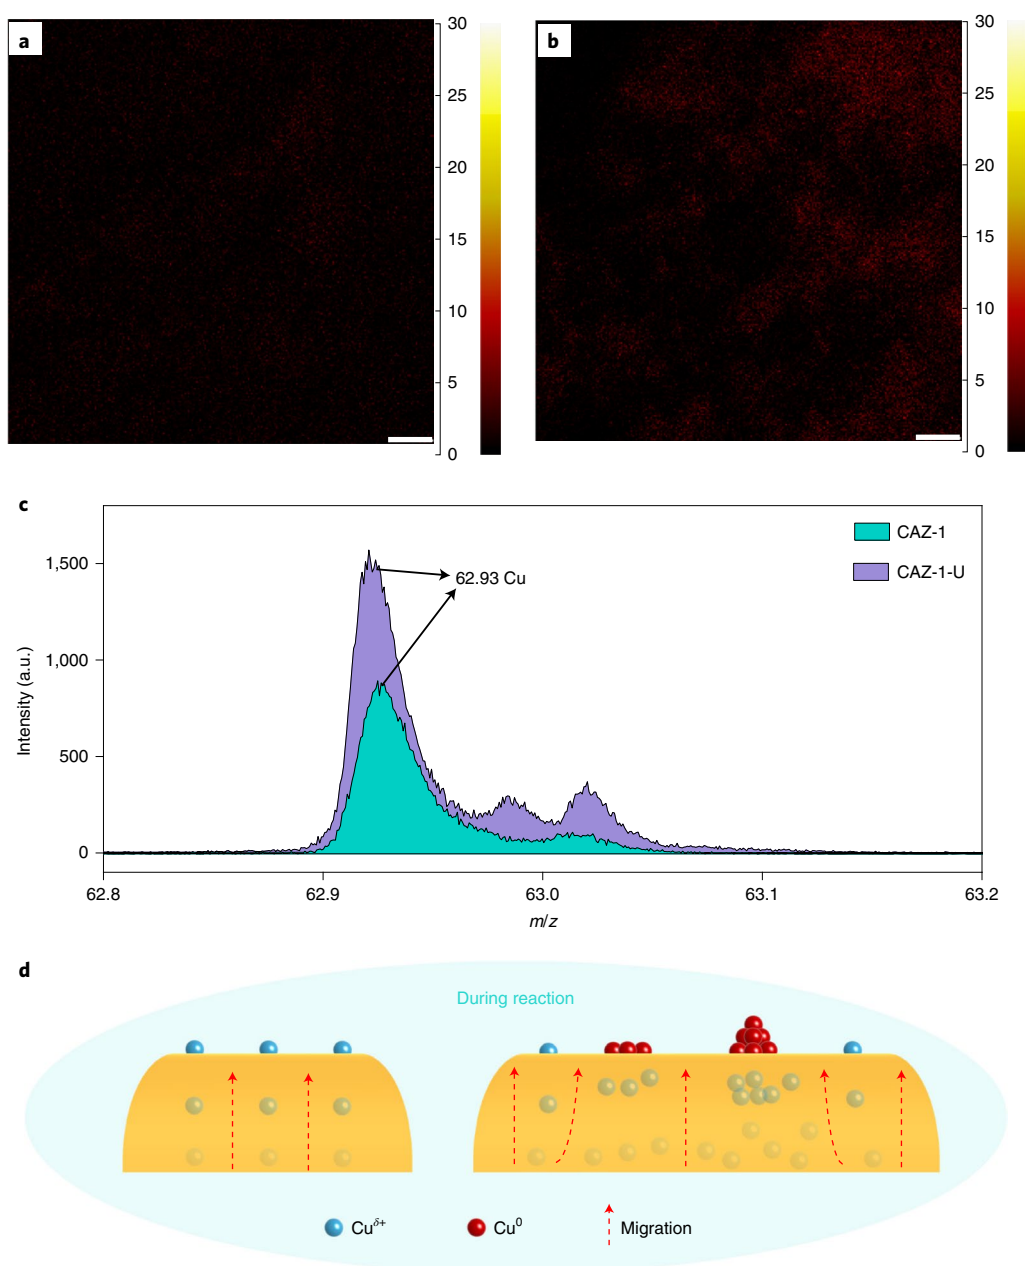 a
30
25
20
15
10
5
0
b
30
25
20
15
10
5
0
c
CAZ-1
CAZ-1-U
62.93 Cu
1,500
1,000
500
0
Intensity (a.u.)
62.8 62.9 63.0 63.1 63.2
m/z
d
During reaction
Cuδ+ Cu0 Migration